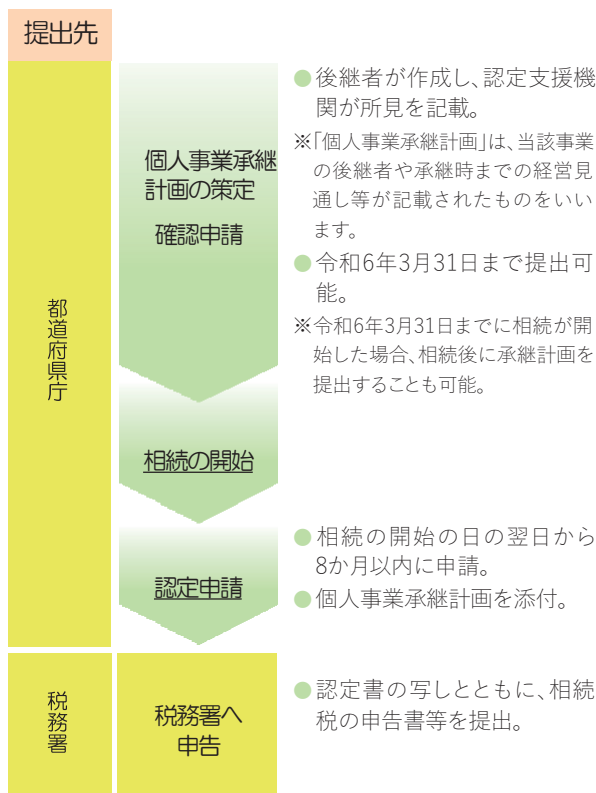 提出先
都道府県庁
個人事業承継
計画の策定
確認申請
●後継者が作成し、認定支援機
関が所見を記載。
※「個人事業承継計画」は、当該事業
の後継者や承継時までの経営見
通し等が記載されたものをいい
ます。
●令和6年3月31日まで提出可
能。
※令和6年3月31日までに相続が開
始した場合、相続後に承継計画を
提出することも可能。
相続の開始
認定申請
●相続の開始の日の翌日から
8か月以内に申請。
●個人事業承継計画を添付。
税務署
税務署へ
申告
●認定書の写しとともに、相続
税の申告書等を提出。